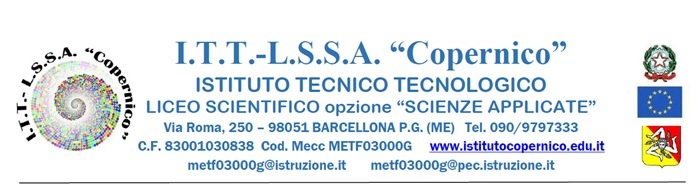 I.T.T.- L.S.S.A. “Copernico”
I.T.T.-L.S.S.A. “Copernico”
ISTITUTO TECNICO TECNOLOGICO
LICEO SCIENTIFICO opzione “SCIENZE APPLICATE”
Via Roma, 250 – 98051 BARCELLONA P.G. (ME) Tel. 090/9797333
C.F. 83001030838 Cod. Mecc METF03000G www.istitutocopernico.edu.it
metf03000g@istruzione.it metf03000g@pec.istruzione.it